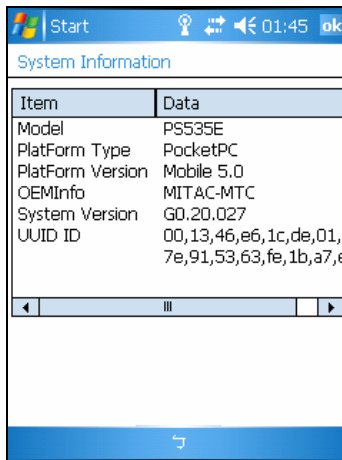 Start 01:45 ok
System Information
Item Data
Model PS535E
PlatForm Type PocketPC
PlatForm Version Mobile 5.0
OEMInfo MITAC-MTC
System Version G0.20.027
UUID ID 00,13,46,e6,1c,de,01,
7e,91,53,63,fe,1b,a7,